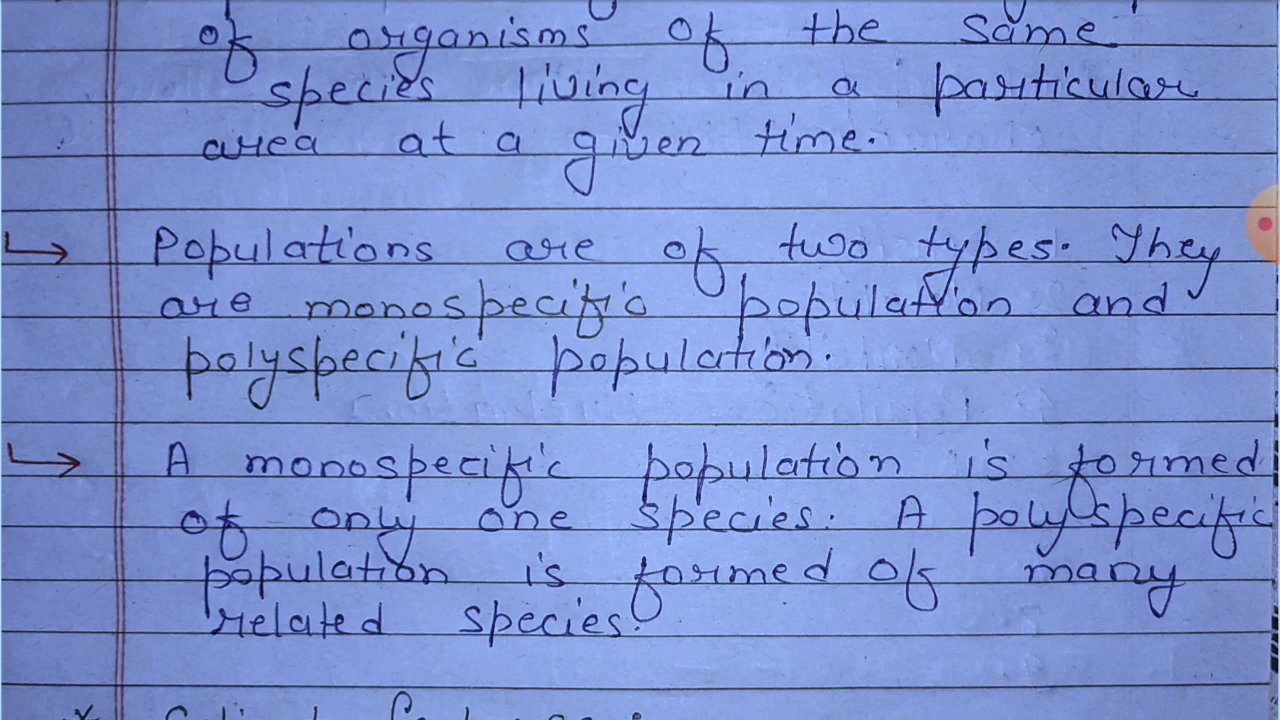 of organisms of the same
species living in a particular
area at a given time.
↳ Populations are of two types. They
are monospecific population and
polyspecific population.
↳ A monospecific population is formed
of only one species. A polyspecific
population is formed of many
related species.